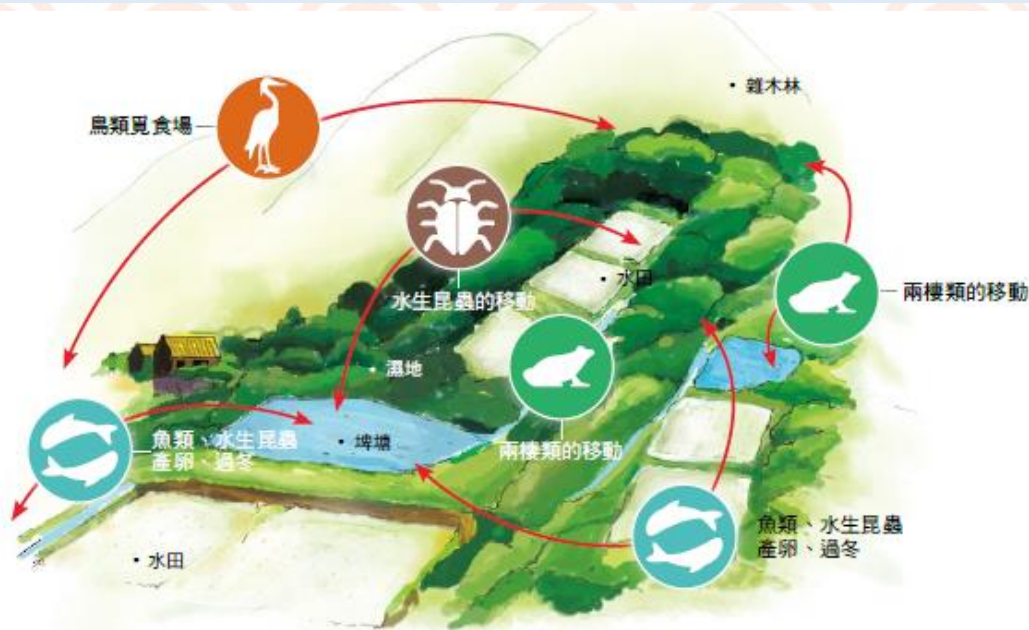 雜木林
鳥類覓食場
水生昆蟲的移動
水田
兩棲類的移動
濕地
魚類、水生昆蟲
產卵、過冬
埤塘
兩棲類的移動
魚類、水生昆蟲
產卵、過冬
水田